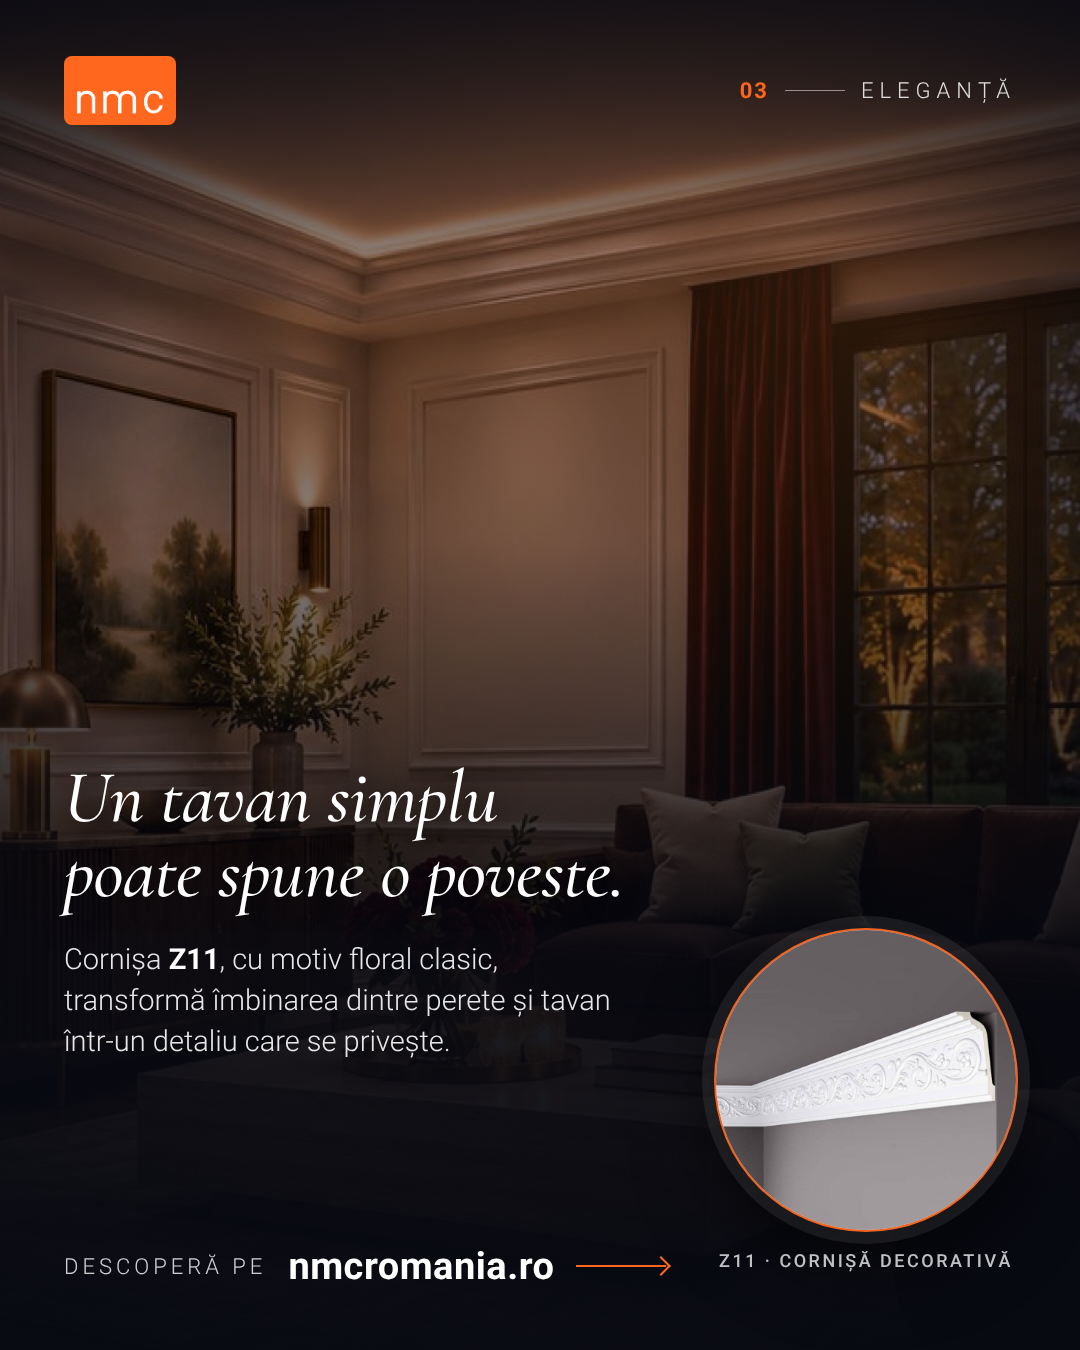 nmc
03 ELEGANȚĂ
Un tavan simplu
poate spune o poveste.
Cornișa Z11, cu motiv floral clasic,
transformă îmbinarea dintre perete și tavan
într-un detaliu care se privește.
DESCOPERĂ PE nmcromania.ro
Z11 · CORNIȘĂ DECORATIVĂ